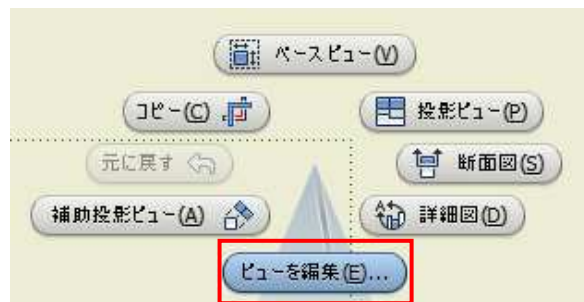 ベースビュー(V)
コピー(C)
投影ビュー(P)
元に戻す
断面図(S)
補助投影ビュー(A)
詳細図(D)
ビューを編集(E)...